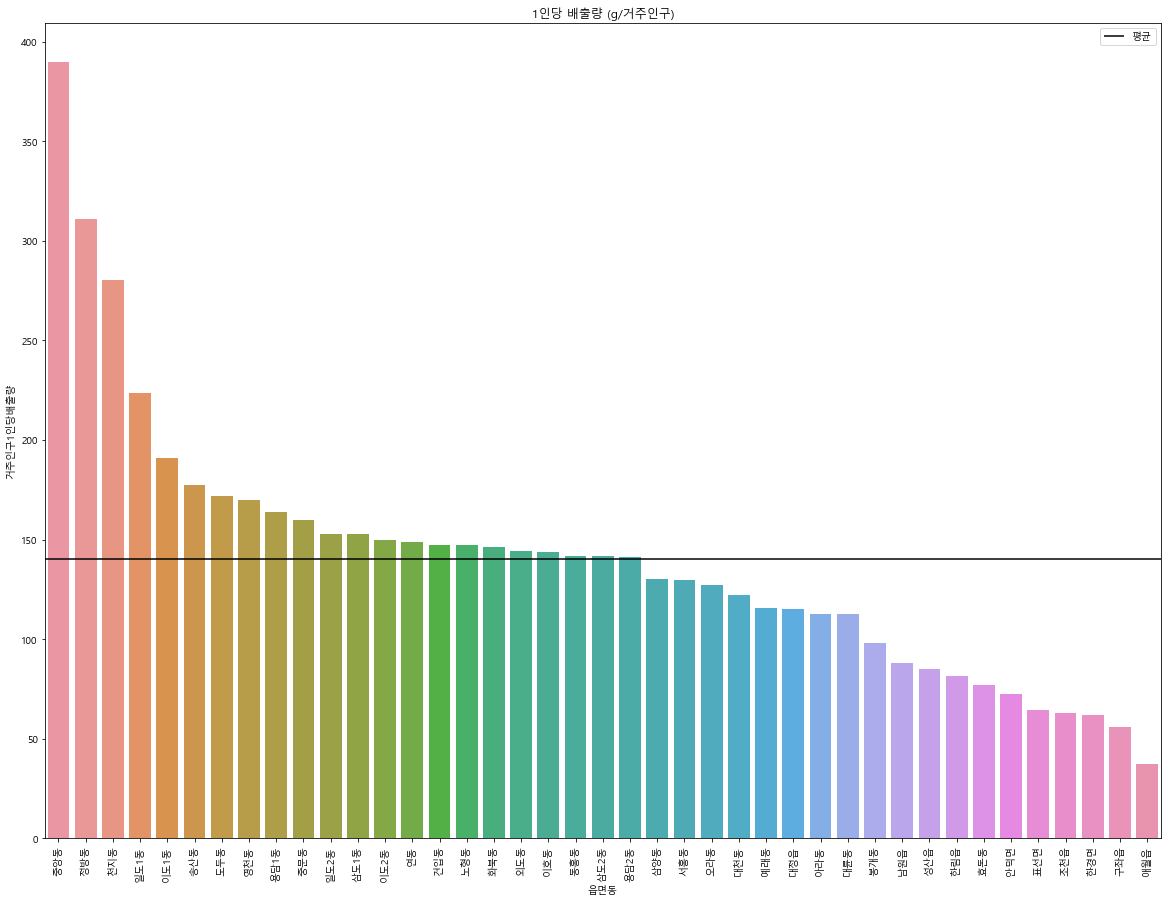 1인당 배출량 (g/거주인구)
평균
400
350
300
250
200
150
100
50
0
거주인구1인당배출량
중앙동
정방동
천지동
일도1동
이도1동
송산동
도두동
영천동
용담1동
중문동
일도2동
삼도1동
이도2동
연동
건입동
노형동
화북동
외도동
이호동
동홍동
삼도2동
용담2동
삼양동
서홍동
오라동
대천동
예래동
대정읍
아라동
대륜동
봉개동
남원읍
성산읍
한림읍
효돈동
안덕면
표선면
조천읍
한경면
구좌읍
애월읍
읍면동